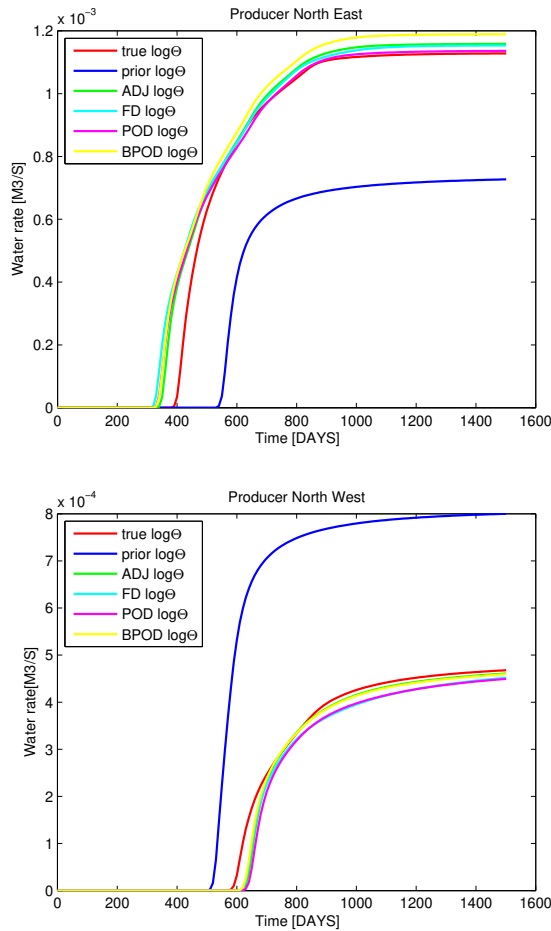 Producer North East
x 10⁻³
1.2
1
0.8
0.6
0.4
0.2
0
Water rate [M3/S]
true logΘ
prior logΘ
ADJ logΘ
FD logΘ
POD logΘ
BPOD logΘ
0 200 400 600 800 1000 1200 1400 1600
Time [DAYS]
Producer North West
x 10⁻⁴
8
7
6
5
4
3
2
1
0
Water rate[M3/S]
true logΘ
prior logΘ
ADJ logΘ
FD logΘ
POD logΘ
BPOD logΘ
0 200 400 600 800 1000 1200 1400 1600
Time [DAYS]